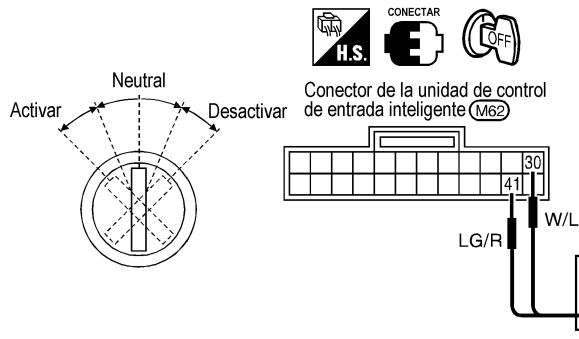 CONECTAR
H.S.
OFF
Neutral
Activar
Desactivar
Conector de la unidad de control
de entrada inteligente M62
30
41
W/L
LG/R